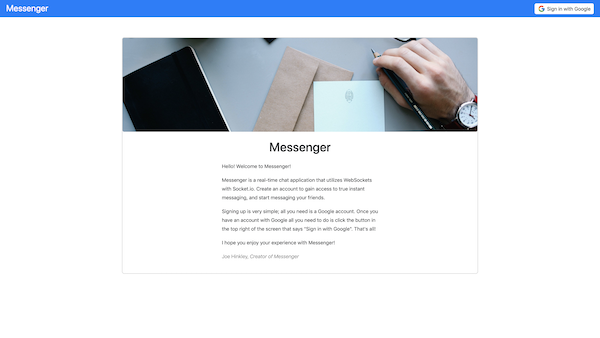 Messenger
Sign in with Google
Messenger
Hello! Welcome to Messenger!
Messenger is a real-time chat application that utilizes WebSockets
with Socket.io. Create an account to gain access to true instant
messaging, and start messaging your friends.
Signing up is very simple; all you need is a Google account. Once you
have an account with Google all you need to do is click the button in
the top right of the screen that says "Sign in with Google". That's all!
I hope you enjoy your experience with Messenger!
Joe Hinkley, Creator of Messenger